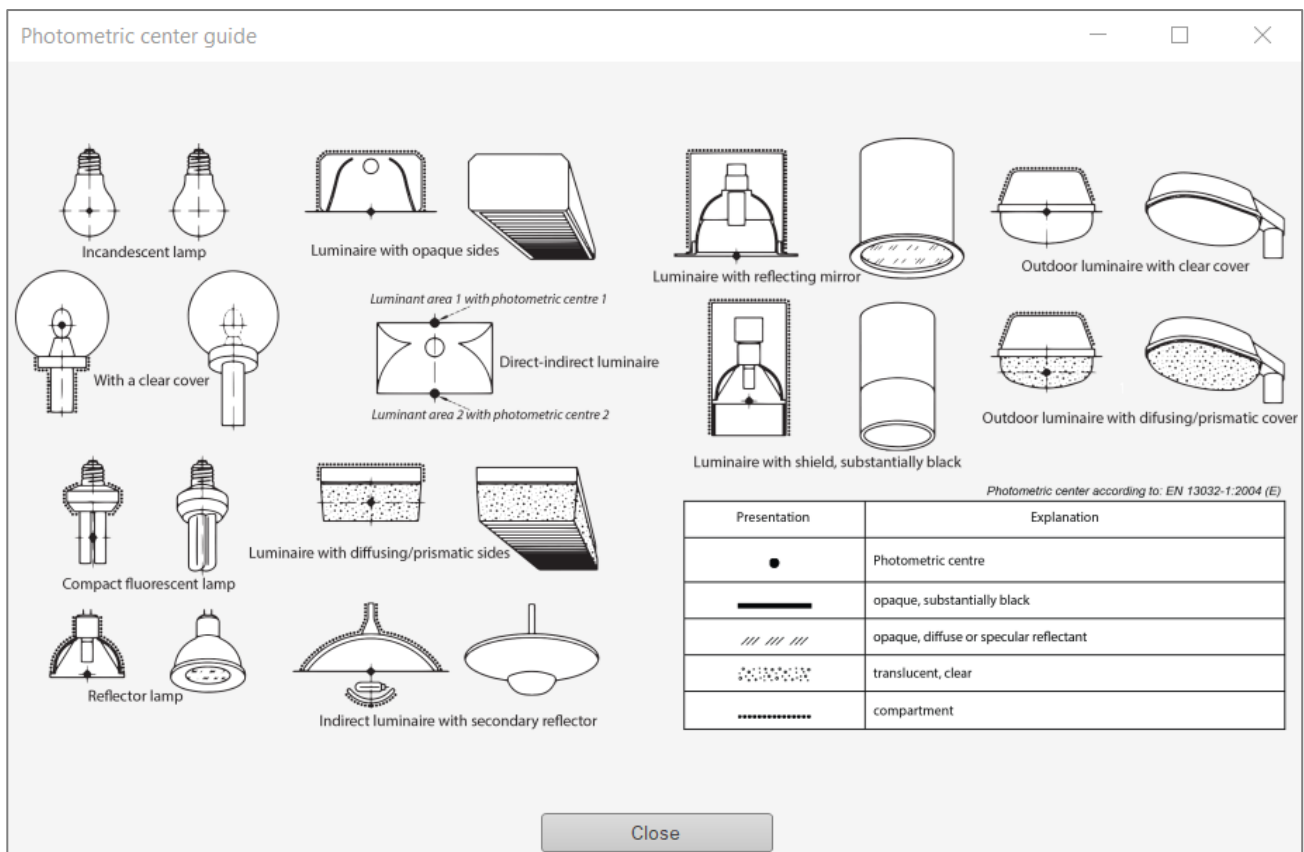 Photometric center guide
Incandescent lamp
Luminaire with opaque sides
Luminaire with reflecting mirror
Outdoor luminaire with clear cover
With a clear cover
Luminant area 1 with photometric centre 1
Direct-indirect luminaire
Luminant area 2 with photometric centre 2
Luminaire with shield, substantially black
Outdoor luminaire with difusing/prismatic cover
Compact fluorescent lamp
Luminaire with diffusing/prismatic sides
Reflector lamp
Indirect luminaire with secondary reflector
Photometric center according to: EN 13032-1:2004 (E)
Presentation Explanation
Photometric centre
opaque, substantially black
opaque, diffuse or specular reflectant
translucent, clear
compartment
Close